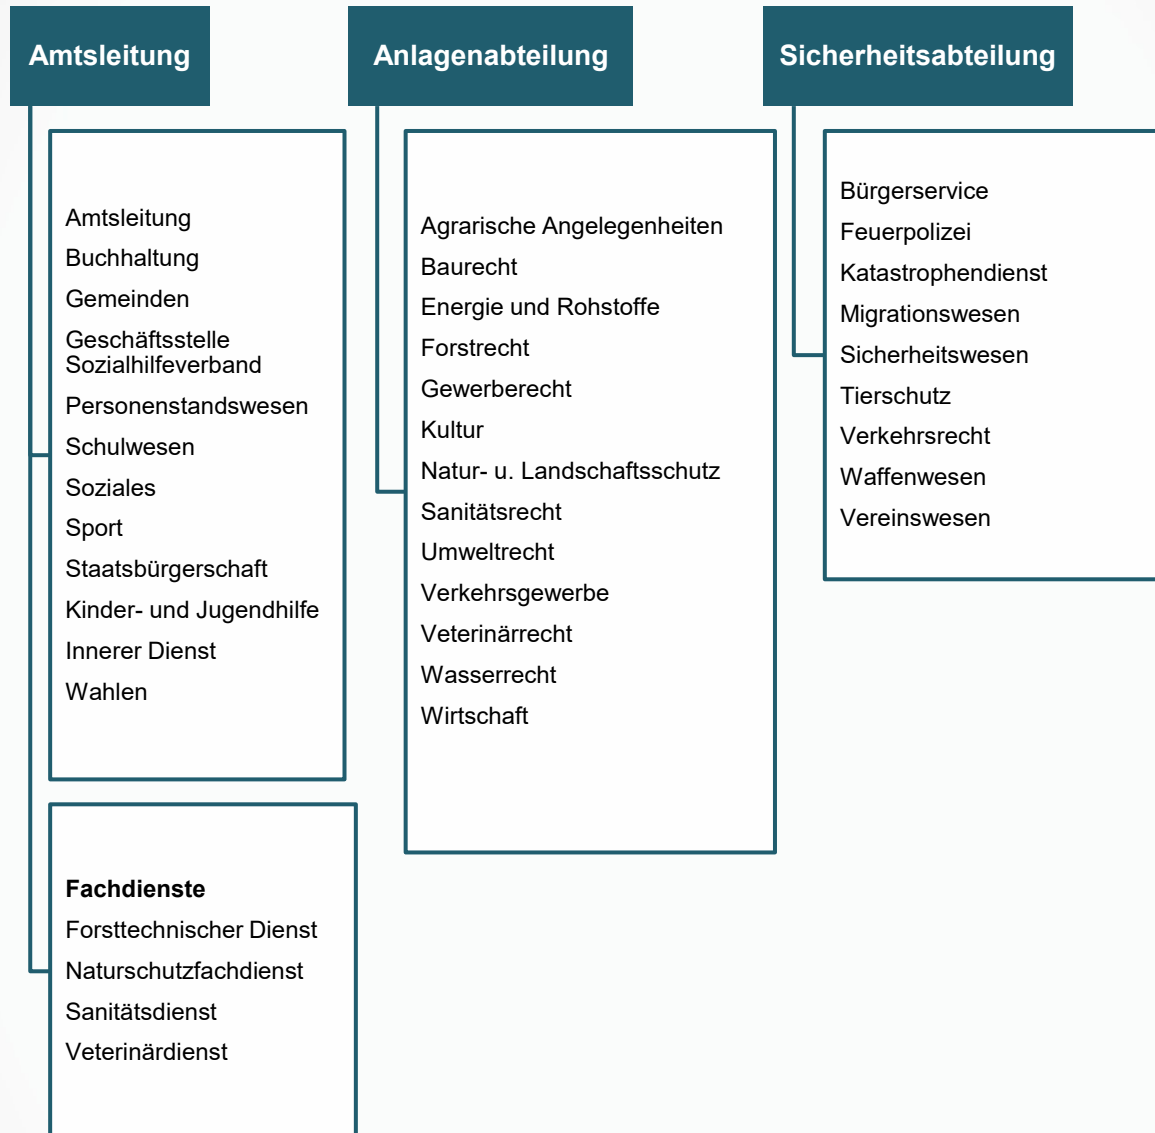 Amtsleitung
Amtsleitung
Buchhaltung
Gemeinden
Geschäftsstelle
Sozialhilfeverband
Personenstandswesen
Schulwesen
Soziales
Sport
Staatsbürgerschaft
Kinder- und Jugendhilfe
Innerer Dienst
Wahlen
Fachdienste
Forsttechnischer Dienst
Naturschutzfachdienst
Sanitätsdienst
Veterinärdienst
Anlagenabteilung
Agrarische Angelegenheiten
Baurecht
Energie und Rohstoffe
Forstrecht
Gewerberecht
Kultur
Natur- u. Landschaftsschutz
Sanitätsrecht
Umweltrecht
Verkehrsgewerbe
Veterinärrecht
Wasserrecht
Wirtschaft
Sicherheitsabteilung
Bürgerservice
Feuerpolizei
Katastrophendienst
Migrationswesen
Sicherheitswesen
Tierschutz
Verkehrsrecht
Waffenwesen
Vereinswesen